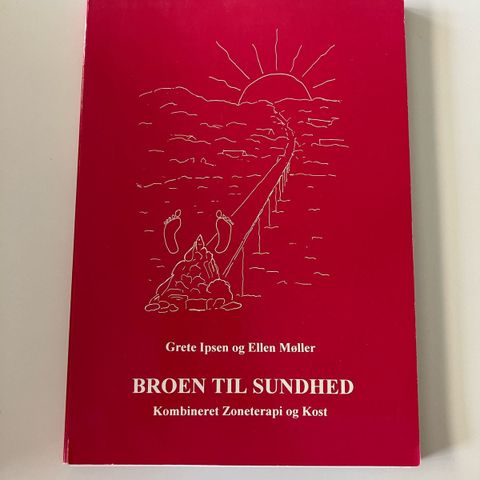 Grete Ipsen og Ellen Møller
BROEN TIL SUNDHED
Kombineret Zoneterapi og Kost